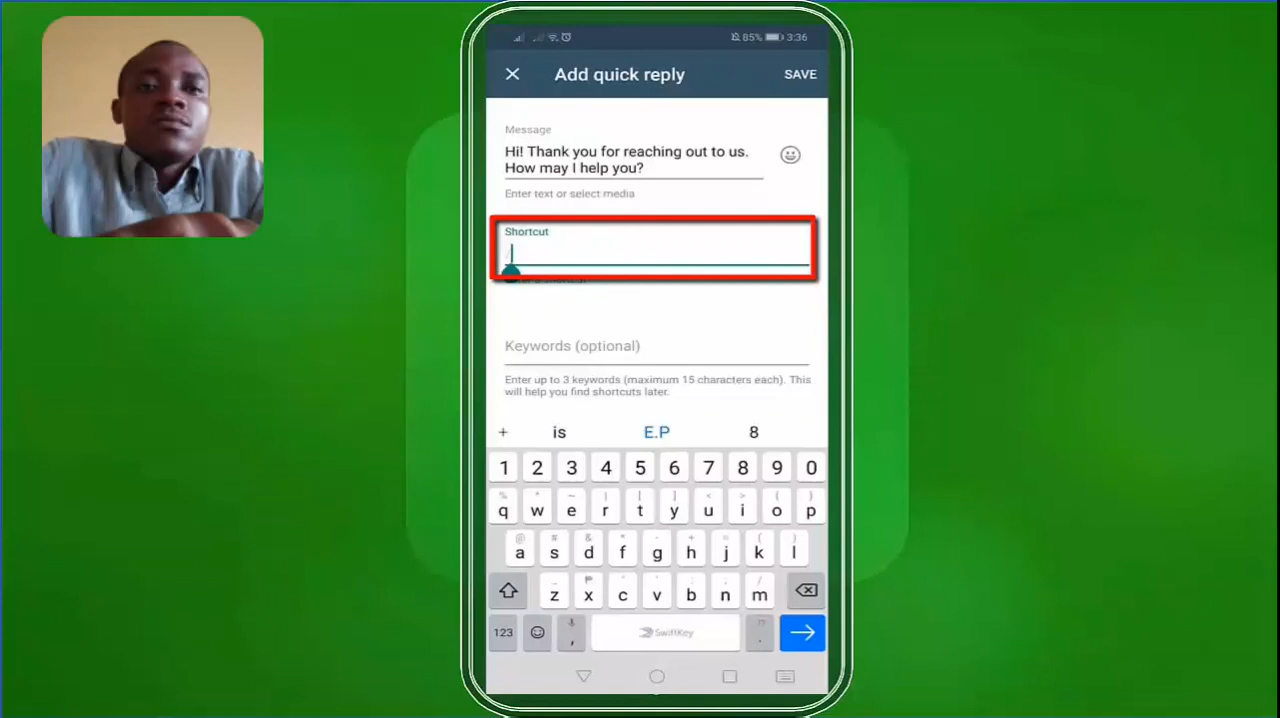 85% 3:36
Add quick reply SAVE
Message
Hi! Thank you for reaching out to us.
How may I help you?
Enter text or select media
Shortcut
Keywords (optional)
Enter up to 3 keywords (maximum 15 characters each). This
will help you find shortcuts later.
+ is E.P 8
1 2 3 4 5 6 7 8 9 0
q w e r t y u i o p
a s d f g h j k l
z x c v b n m
123 , SwiftKey .